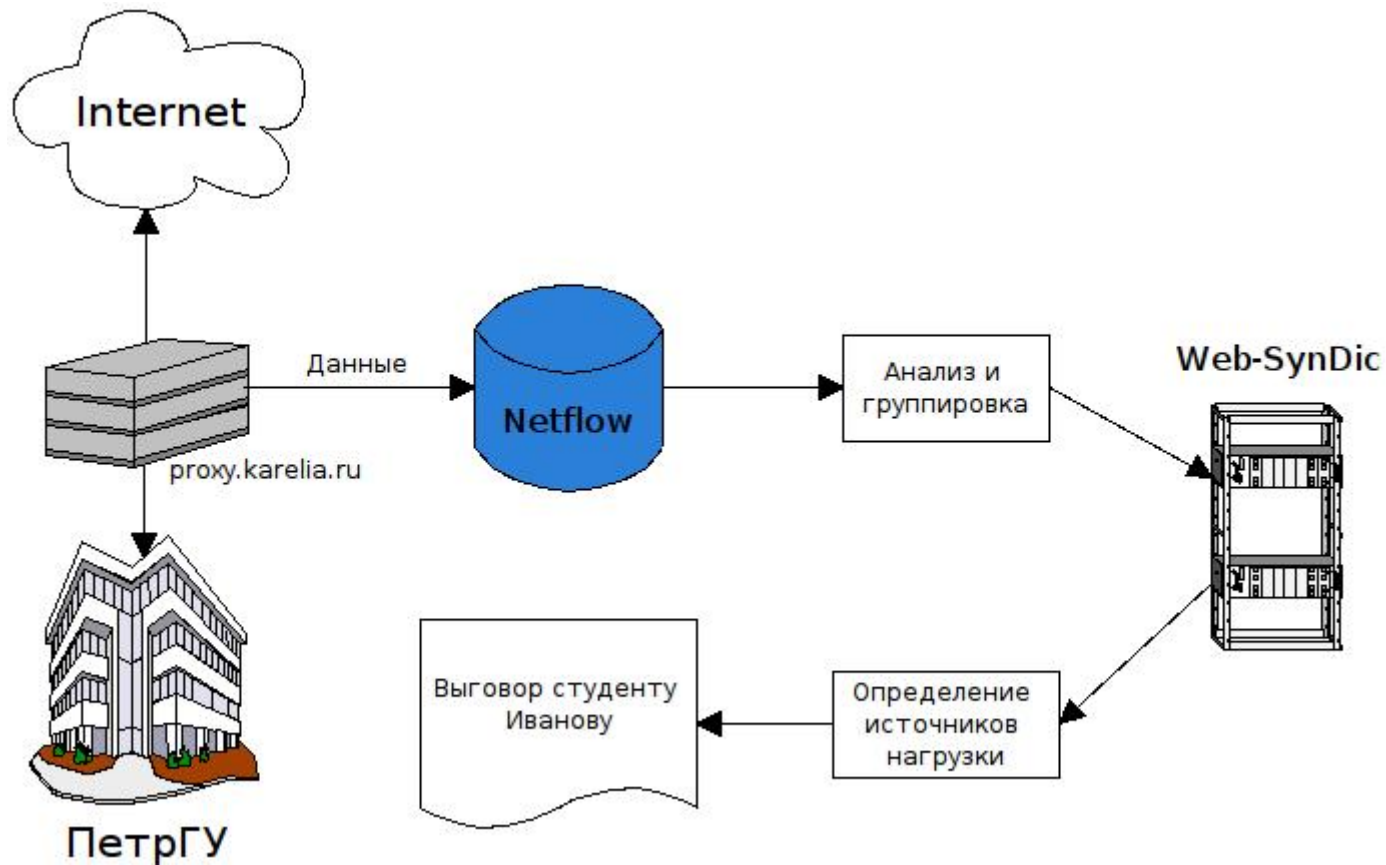 Internet
Данные
Netflow
Анализ и
группировка
Web-SynDic
proxy.karelia.ru
Выговор студенту
Иванову
Определение
источников
нагрузки
ПетрГУ